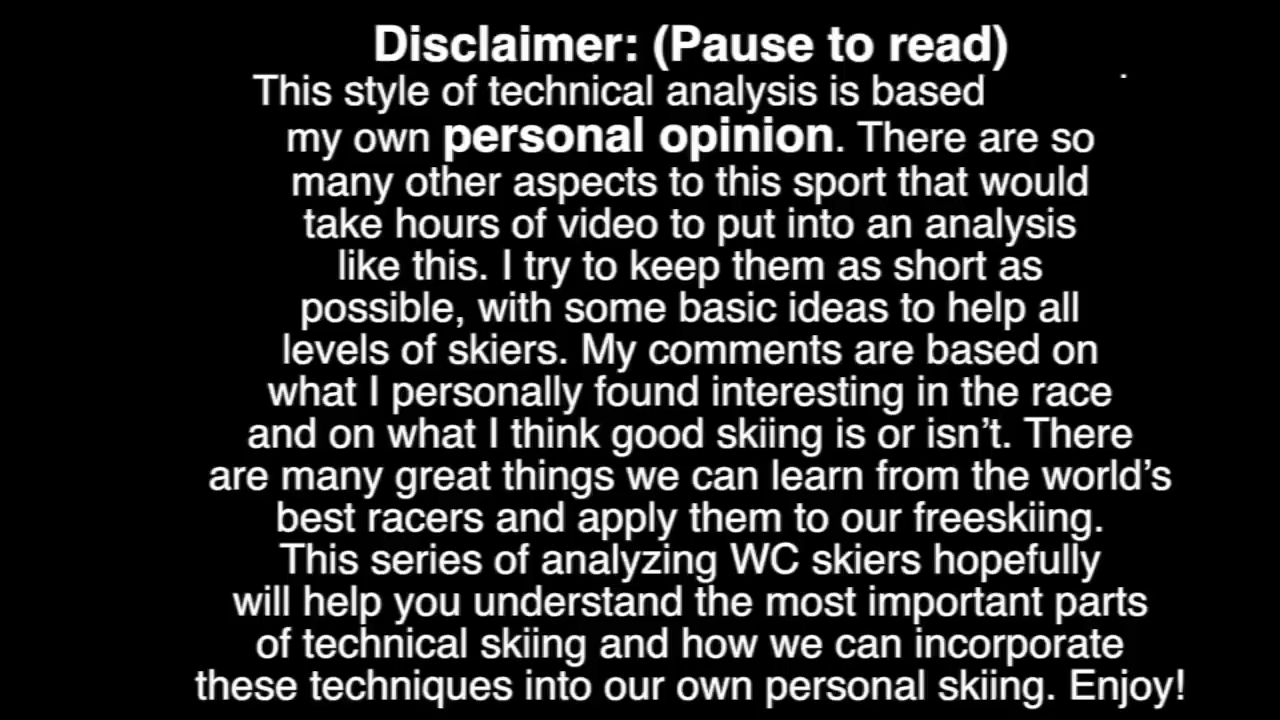 Disclaimer: (Pause to read)
This style of technical analysis is based
my own personal opinion. There are so
many other aspects to this sport that would
take hours of video to put into an analysis
like this. I try to keep them as short as
possible, with some basic ideas to help all
levels of skiers. My comments are based on
what I personally found interesting in the race
and on what I think good skiing is or isn’t. There
are many great things we can learn from the world’s
best racers and apply them to our freeskiing.
This series of analyzing WC skiers hopefully
will help you understand the most important parts
of technical skiing and how we can incorporate
these techniques into our own personal skiing. Enjoy!